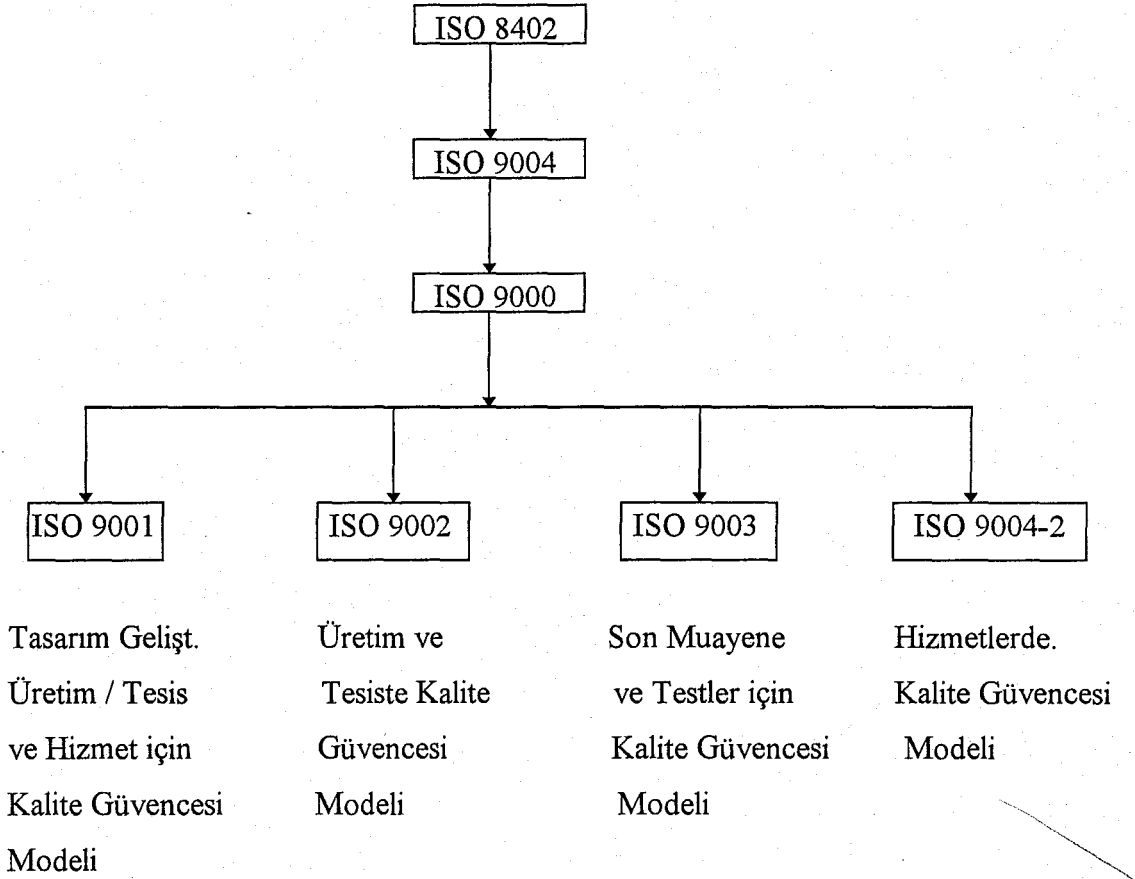 ISO 8402
ISO 9004
ISO 9000
ISO 9001
ISO 9002
ISO 9003
ISO 9004-2
Tasarım Gelişt.
Üretim / Tesis
ve Hizmet için
Kalite Güvencesi
Modeli
Üretim ve
Tesiste Kalite
Güvencesi
Modeli
Son Muayene
ve Testler için
Kalite Güvencesi
Modeli
Hizmetlerde.
Kalite Güvencesi
Modeli